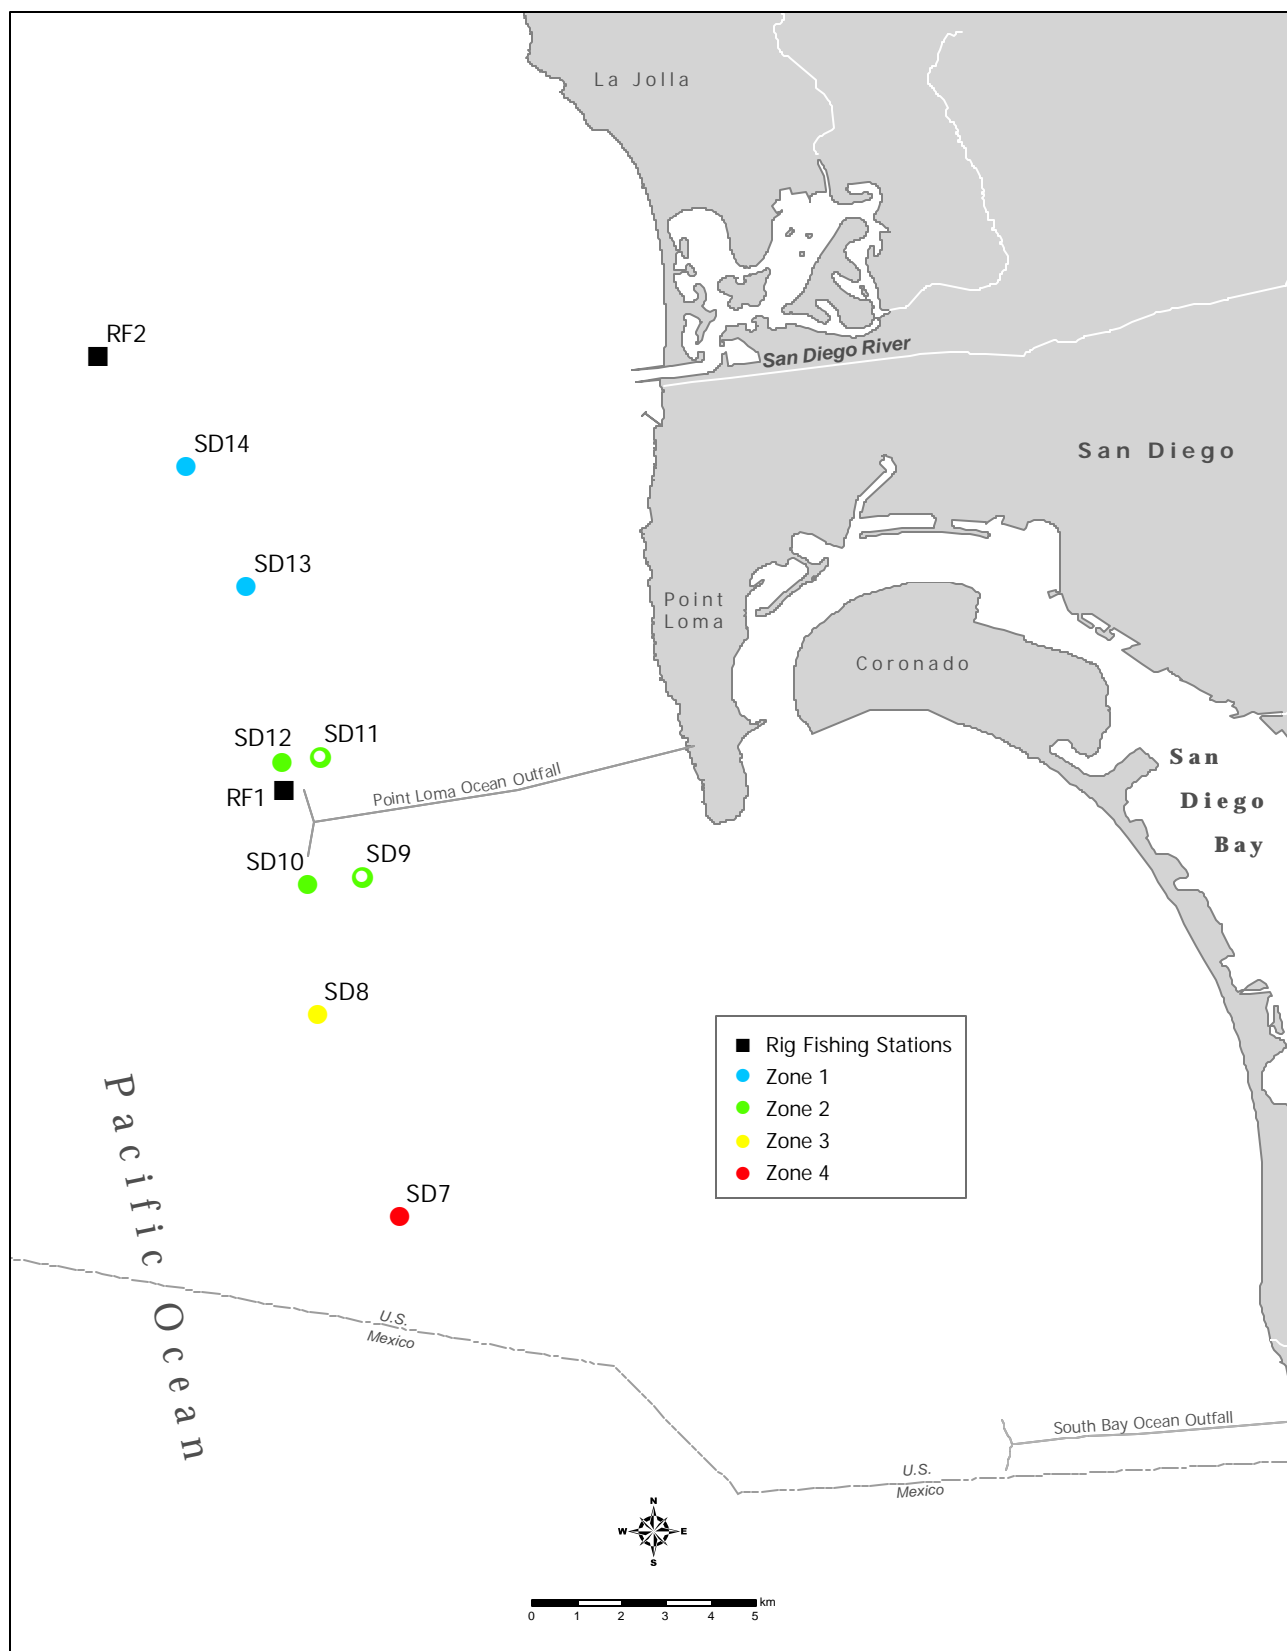 La Jolla
RF2
San Diego River
SD14
San Diego
SD13
Point
Loma
Coronado
SD12
SD11
San
Diego
Bay
RF1
Point Loma Ocean Outfall
SD10
SD9
SD8
Rig Fishing Stations
Zone 1
Zone 2
Zone 3
Zone 4
Pacific Ocean
SD7
U.S.
Mexico
South Bay Ocean Outfall
U.S.
Mexico
N
W
E
S
km
0 1 2 3 4 5